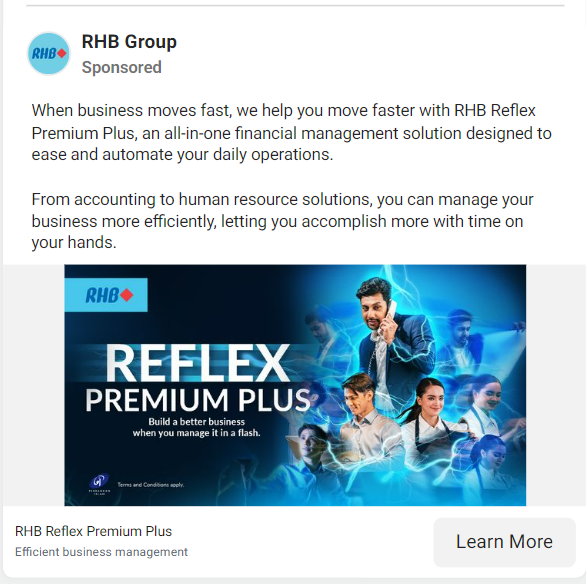 RHB Group
RHB
Sponsored
When business moves fast, we help you move faster with RHB Reflex
Premium Plus, an all-in-one financial management solution designed to
ease and automate your daily operations.
From accounting to human resource solutions, you can manage your
business more efficiently, letting you accomplish more with time on
your hands.
RHB
REFLEX
PREMIUM PLUS
Build a better business
when you manage it in a flash.
Terms and Conditions apply.
RHB Reflex Premium Plus
Efficient business management
Learn More